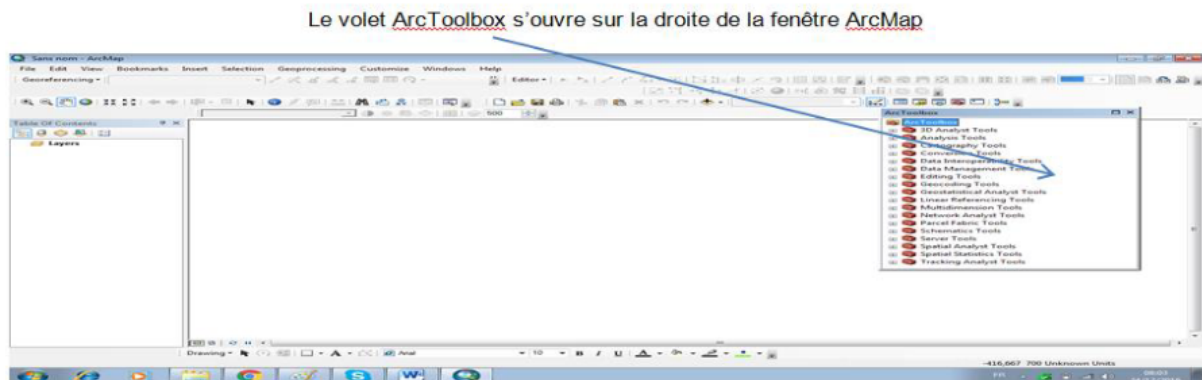 Le volet ArcToolbox s'ouvre sur la droite de la fenêtre ArcMap
Sans nom - ArcMap
File Edit View Bookmarks Insert Selection Geoprocessing Customize Windows Help
Georeferencing
Editor
500
Table Of Contents
Layers
ArcToolbox
ArcToolbox
3D Analyst Tools
Analysis Tools
Cartography Tools
Conversion Tools
Data Interoperability Tools
Data Management Tools
Editing Tools
Geocoding Tools
Geostatistical Analyst Tools
Linear Referencing Tools
Multidimension Tools
Network Analyst Tools
Parcel Fabric Tools
Schematics Tools
Server Tools
Spatial Analyst Tools
Spatial Statistics Tools
Tracking Analyst Tools
Drawing A Arial 10 B I U A
-416,667 700 Unknown Units
FR 08:03